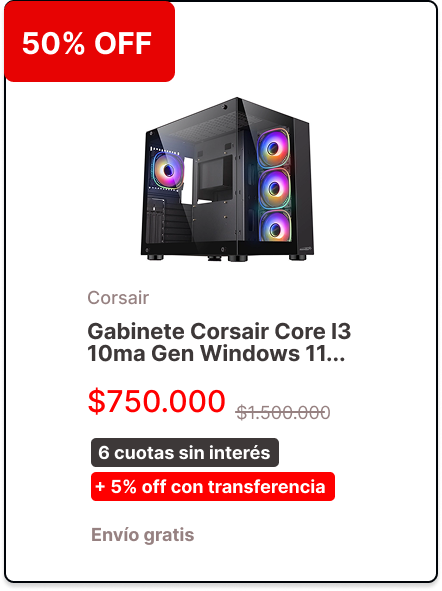 50% OFF
Corsair
Gabinete Corsair Core I3
10ma Gen Windows 11...
$750.000 $1.500.000
6 cuotas sin interés
+ 5% off con transferencia
Envío gratis